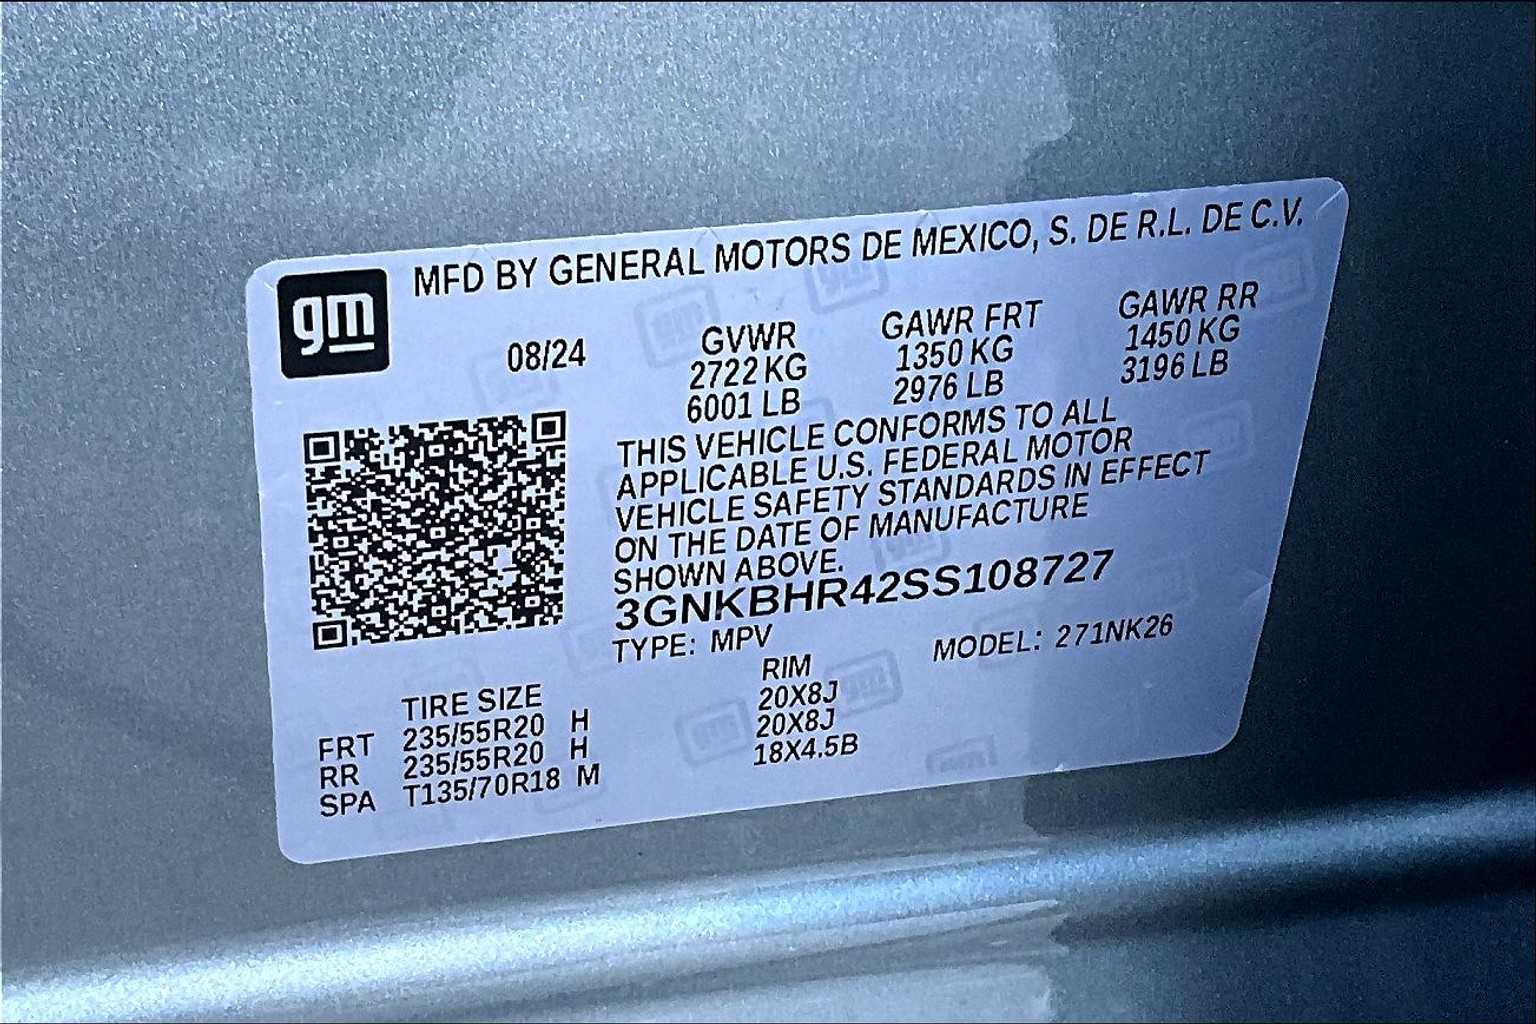 gm
MFD BY GENERAL MOTORS DE MEXICO, S. DE R.L. DE C.V.
08/24
GVWR GAWR FRT GAWR RR
2722 KG 1350 KG 1450 KG
6001 LB 2976 LB 3196 LB
THIS VEHICLE CONFORMS TO ALL
APPLICABLE U.S. FEDERAL MOTOR
VEHICLE SAFETY STANDARDS IN EFFECT
ON THE DATE OF MANUFACTURE
SHOWN ABOVE.
3GNKBHR42SS108727
TYPE: MPV MODEL: 271NK26
TIRE SIZE RIM
FRT 235/55R20 H 20X8J
RR 235/55R20 H 20X8J
SPA T135/70R18 M 18X4.5B